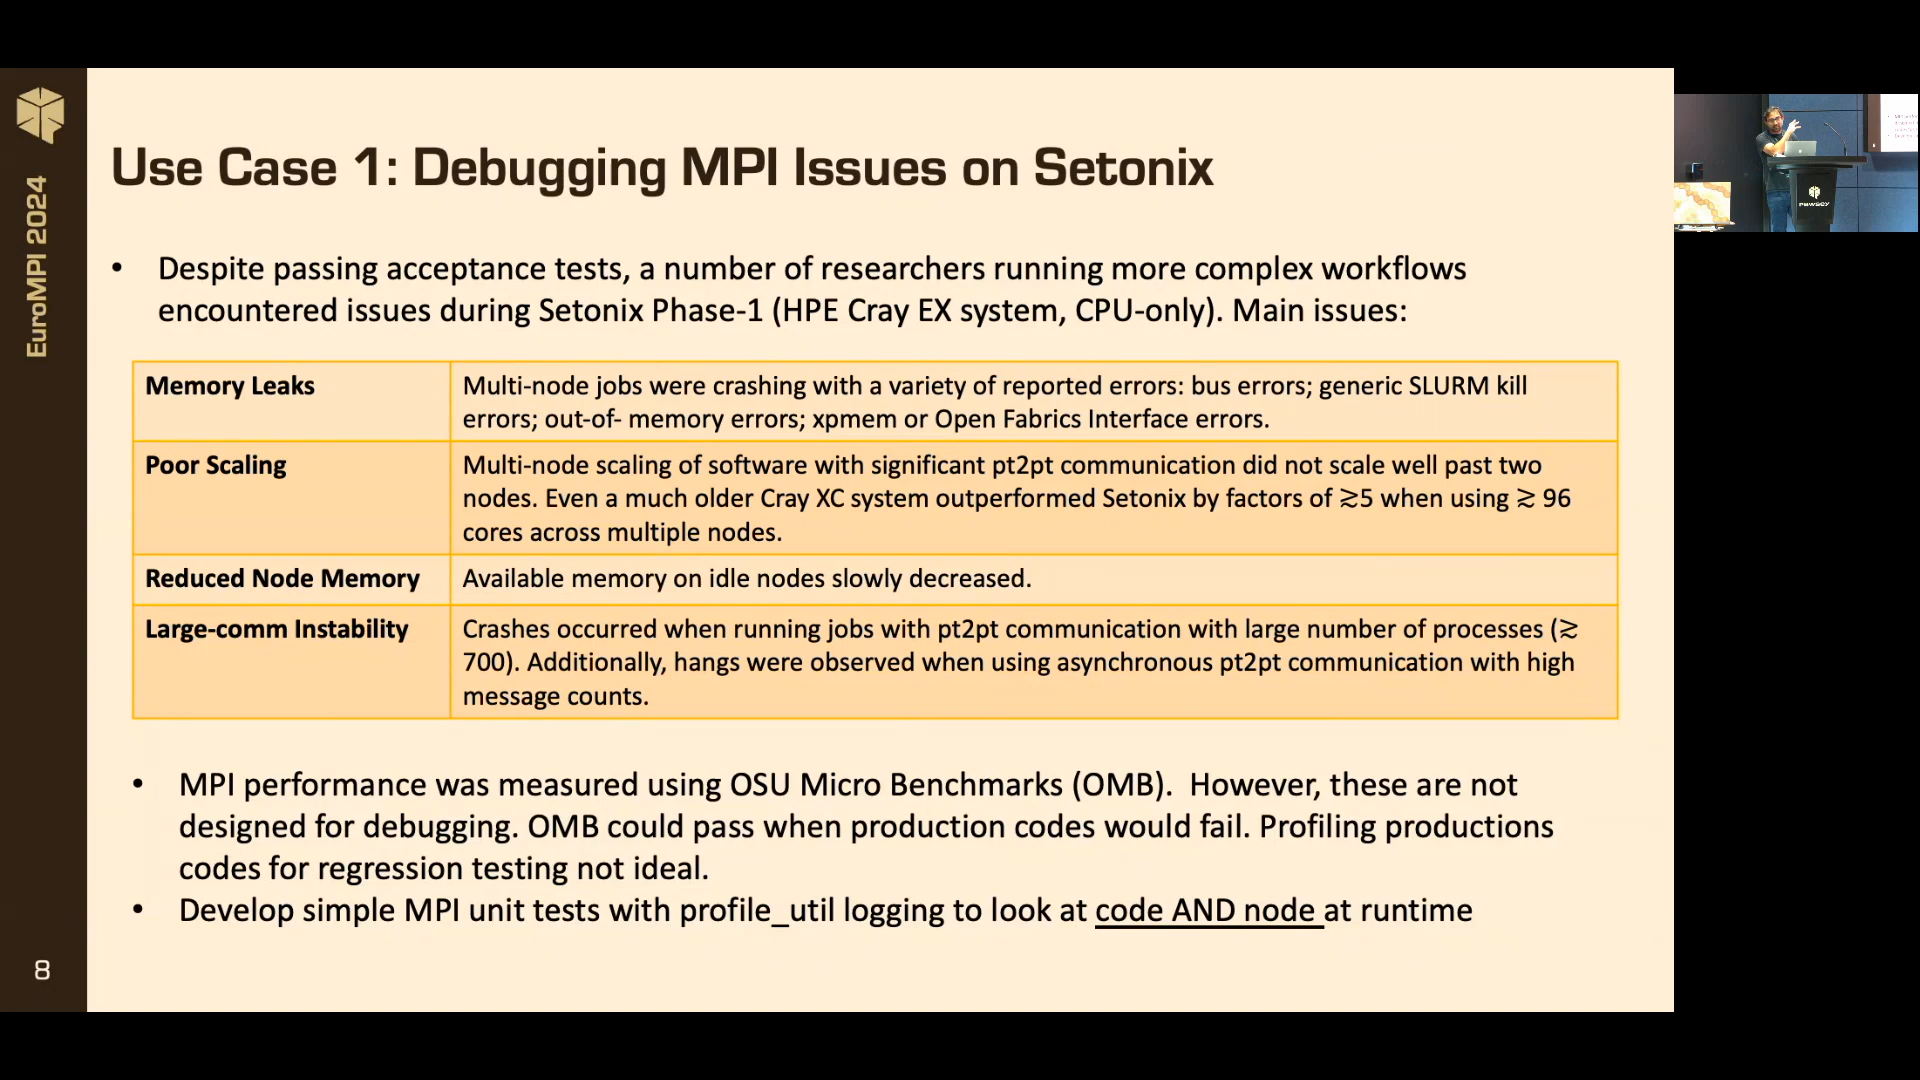 EuroMPI 2024
Use Case 1: Debugging MPI Issues on Setonix
• Despite passing acceptance tests, a number of researchers running more complex workflows
encountered issues during Setonix Phase-1 (HPE Cray EX system, CPU-only). Main issues:
Memory Leaks
Multi-node jobs were crashing with a variety of reported errors: bus errors; generic SLURM kill
errors; out-of- memory errors; xpmem or Open Fabrics Interface errors.
Poor Scaling
Multi-node scaling of software with significant pt2pt communication did not scale well past two
nodes. Even a much older Cray XC system outperformed Setonix by factors of ≳5 when using ≳ 96
cores across multiple nodes.
Reduced Node Memory
Available memory on idle nodes slowly decreased.
Large-comm Instability
Crashes occurred when running jobs with pt2pt communication with large number of processes (≳
700). Additionally, hangs were observed when using asynchronous pt2pt communication with high
message counts.
• MPI performance was measured using OSU Micro Benchmarks (OMB).  However, these are not
designed for debugging. OMB could pass when production codes would fail. Profiling productions
codes for regression testing not ideal.
• Develop simple MPI unit tests with profile_util logging to look at code AND node at runtime
8
PAWSEY